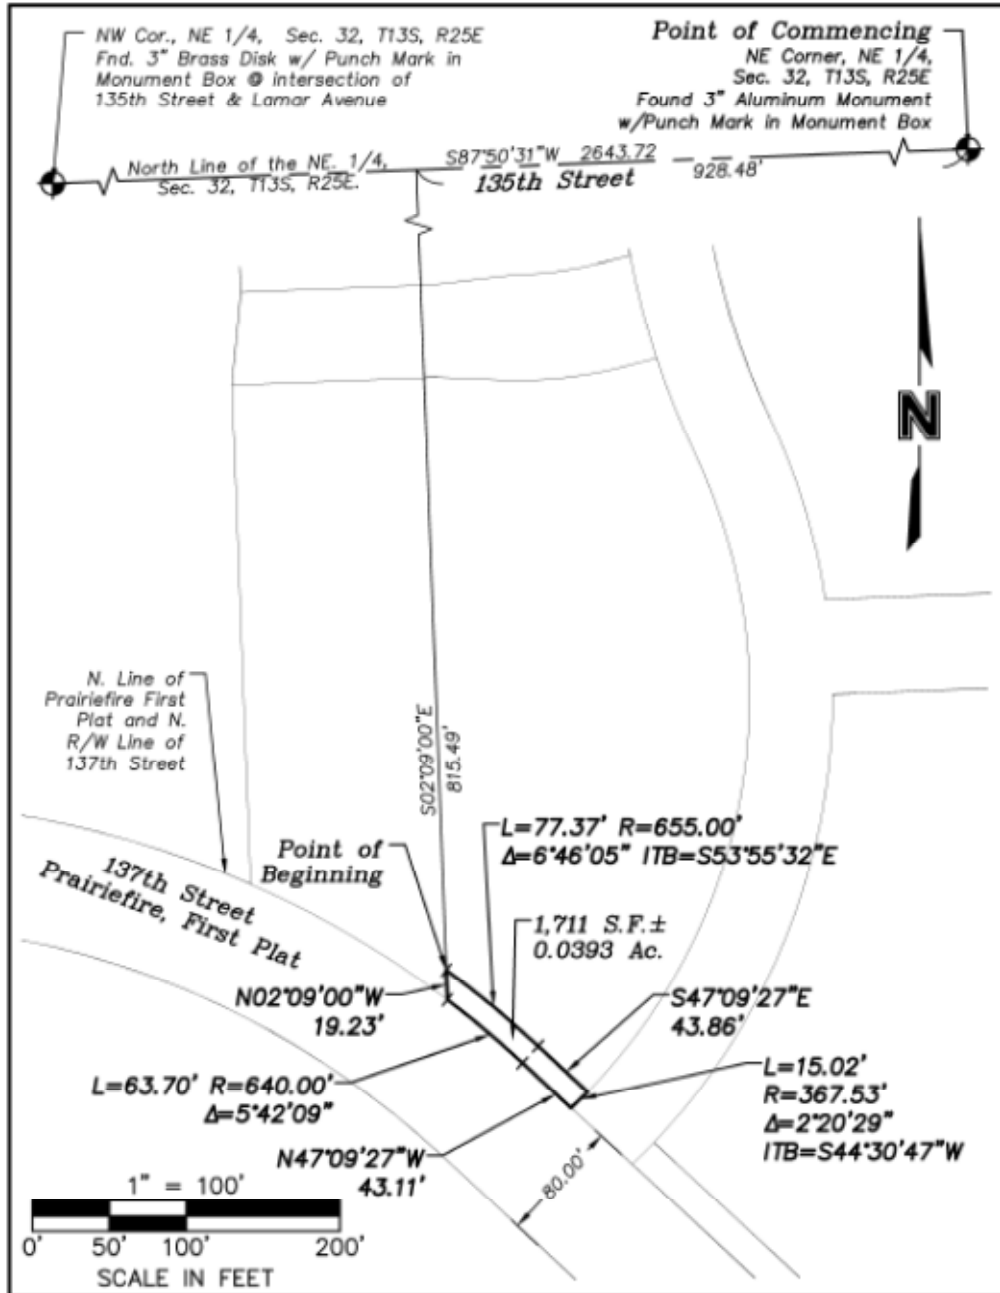 NW Cor., NE 1/4, Sec. 32, T13S, R25E
Fnd. 3" Brass Disk w/ Punch Mark in
Monument Box @ intersection of
135th Street & Lamar Avenue
Point of Commencing
NE Corner, NE 1/4,
Sec. 32, T13S, R25E
Found 3" Aluminum Monument
w/Punch Mark in Monument Box
North Line of the NE. 1/4,
Sec. 32, T13S, R25E.
S87°50'31"W 2643.72
135th Street
928.48'
N
N. Line of
Prairiefire First
Plat and N.
R/W Line of
137th Street
S02°09'00"E
815.49'
L=77.37' R=655.00'
Δ=6°46'05" ITB=S53°55'32"E
Point of
Beginning
137th Street
Prairiefire, First Plat
1,711 S.F.±
0.0393 Ac.
N02°09'00"W
19.23'
S47°09'27"E
43.86'
L=63.70' R=640.00'
Δ=5°42'09"
L=15.02'
R=367.53'
Δ=2°20'29"
ITB=S44°30'47"W
N47°09'27"W
43.11'
80.00'
1" = 100'
0' 50' 100' 200'
SCALE IN FEET